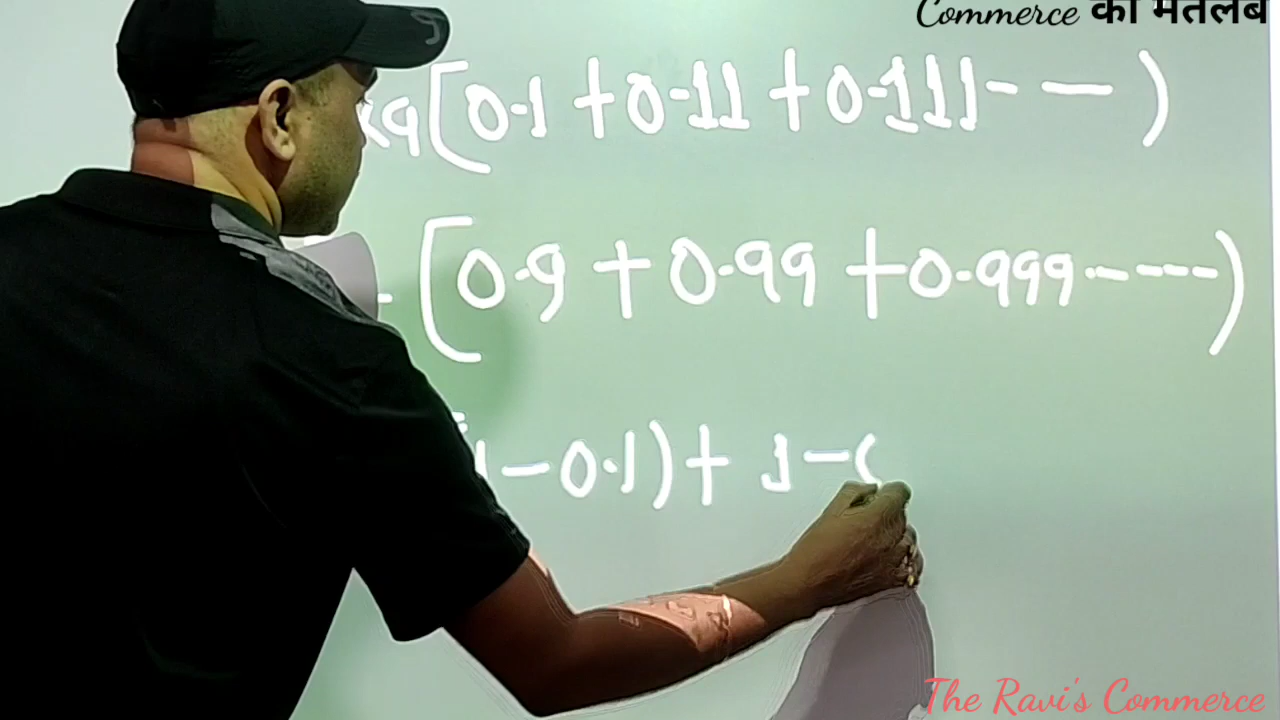 Commerce का मतलब
x9(0.1 + 0.11 + 0.111 - — )
(0.9 + 0.99 + 0.999 - - - - )
1 - 0.1) + 1 - (
The Ravi's Commerce